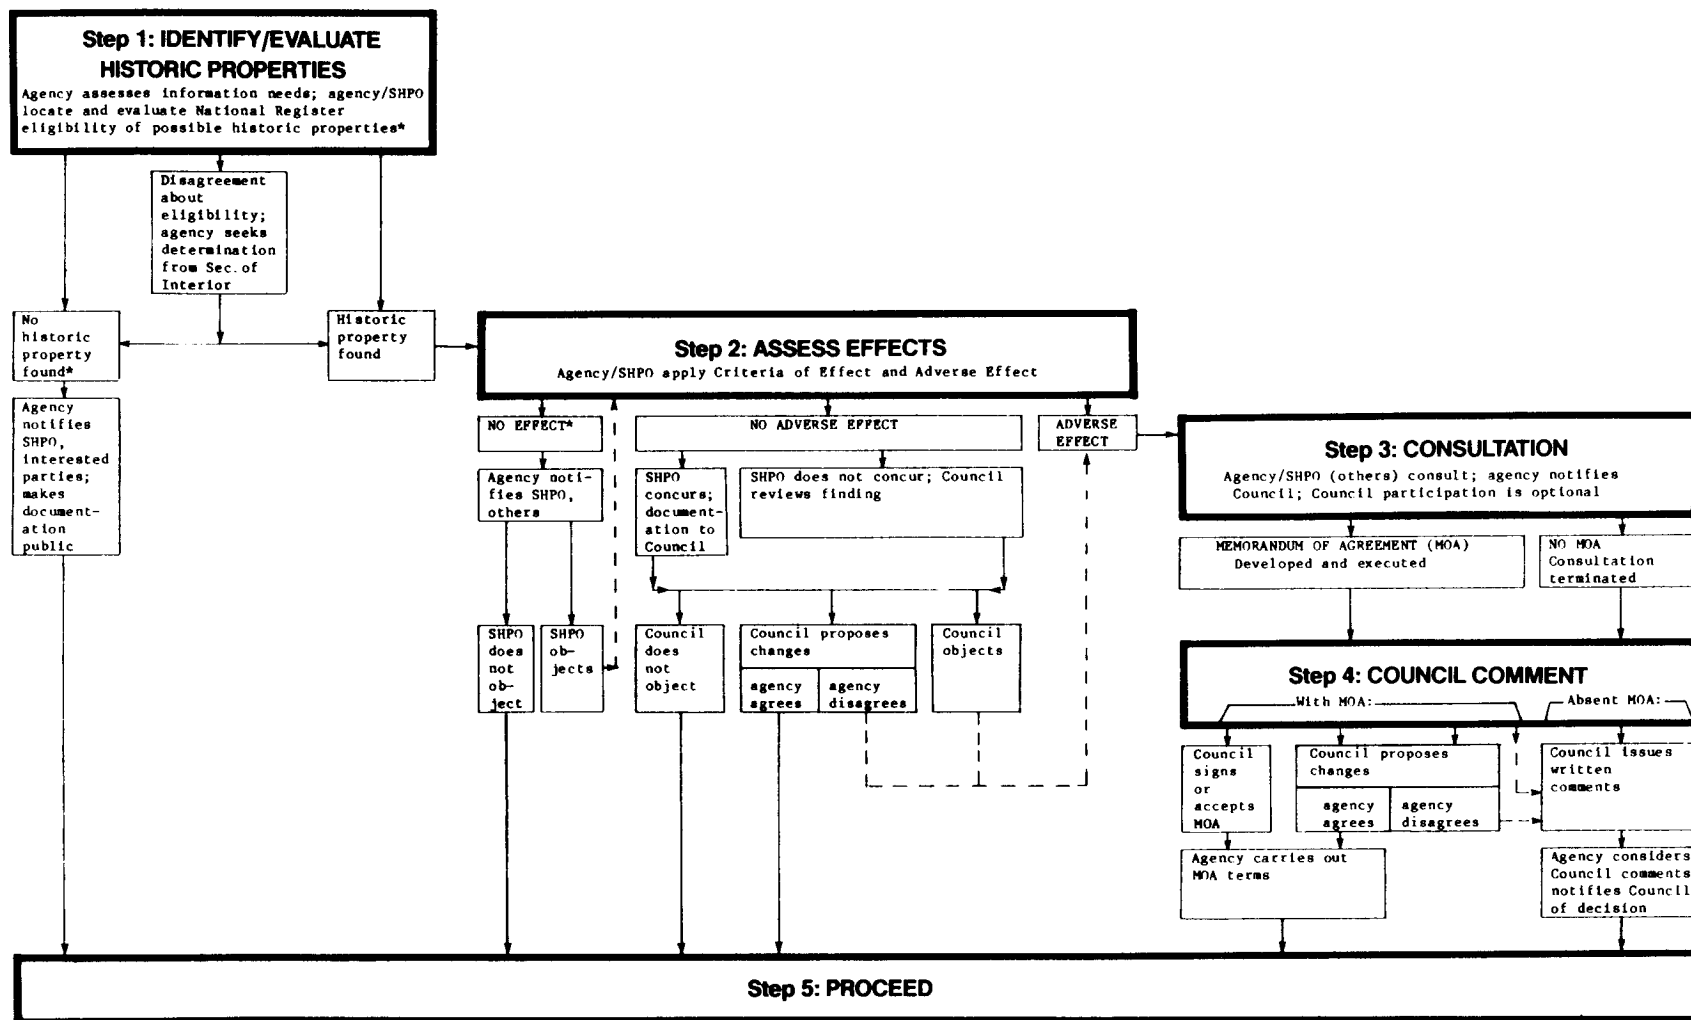 Step 1: IDENTIFY/EVALUATE
HISTORIC PROPERTIES
Agency assesses information needs; agency/SHPO
locate and evaluate National Register
eligibility of possible historic properties*
Disagreement
about
eligibility;
agency seeks
determination
from Sec. of
Interior
No
historic
property
found*
Historic
property
found
Agency
notifies
SHPO,
interested
parties;
makes
document-
ation
public
Step 2: ASSESS EFFECTS
Agency/SHPO apply Criteria of Effect and Adverse Effect
NO EFFECT*
NO ADVERSE EFFECT
ADVERSE
EFFECT
Agency noti-
fies SHPO,
others
SHPO
concurs;
document-
ation to
Council
SHPO does not concur; Council
reviews finding
SHPO
does
not
ob-
ject
SHPO
ob-
jects
Council
does
not
object
Council proposes
changes
agency
agrees
agency
disagrees
Council
objects
Step 3: CONSULTATION
Agency/SHPO (others) consult; agency notifies
Council; Council participation is optional
MEMORANDUM OF AGREEMENT (MOA)
Developed and executed
NO MOA
Consultation
terminated
Step 4: COUNCIL COMMENT
With MOA:
Absent MOA:
Council
signs
or
accepts
MOA
Council proposes
changes
agency
agrees
agency
disagrees
Council issues
written
comments
Agency carries out
MOA terms
Agency considers
Council comments
notifies Council
of decision
Step 5: PROCEED